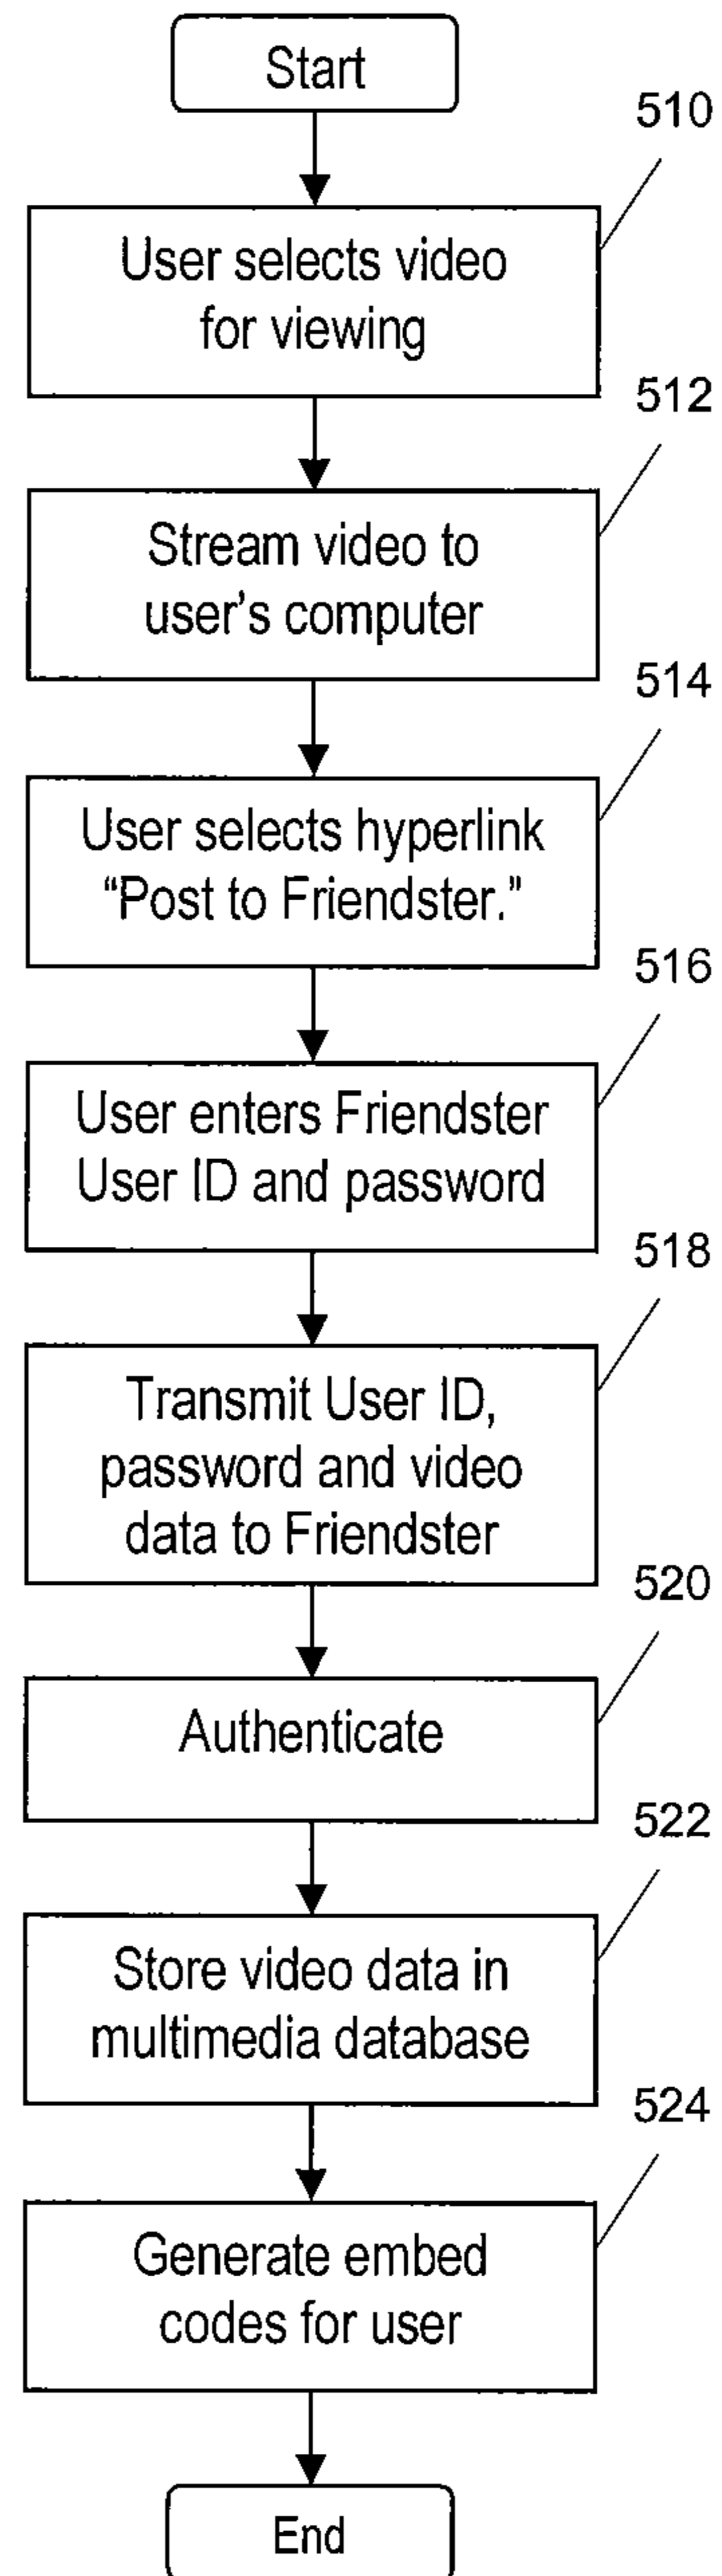 Start
510
User selects video
for viewing
512
Stream video to
user’s computer
514
User selects hyperlink
“Post to Friendster.”
516
User enters Friendster
User ID and password
518
Transmit User ID,
password and video
data to Friendster
520
Authenticate
522
Store video data in
multimedia database
524
Generate embed
codes for user
End